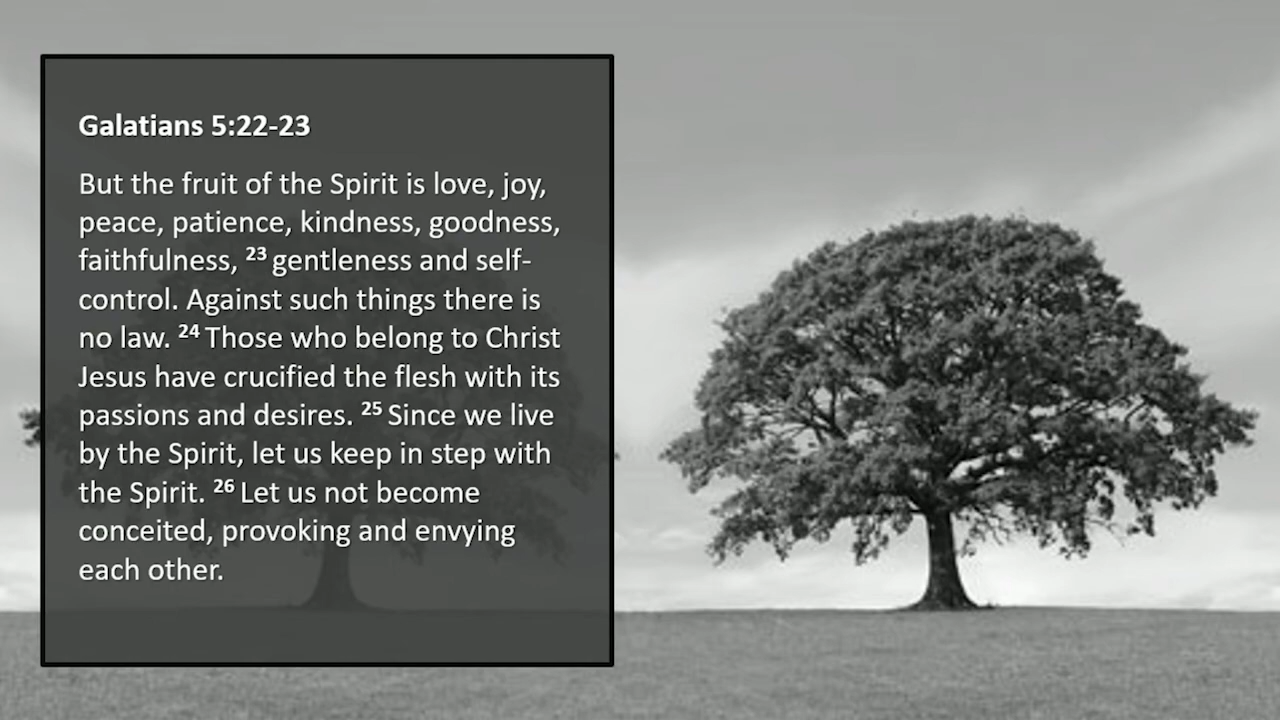 Galatians 5:22-23
But the fruit of the Spirit is love, joy,
peace, patience, kindness, goodness,
faithfulness, 23 gentleness and self-
control. Against such things there is
no law. 24 Those who belong to Christ
Jesus have crucified the flesh with its
passions and desires. 25 Since we live
by the Spirit, let us keep in step with
the Spirit. 26 Let us not become
conceited, provoking and envying
each other.